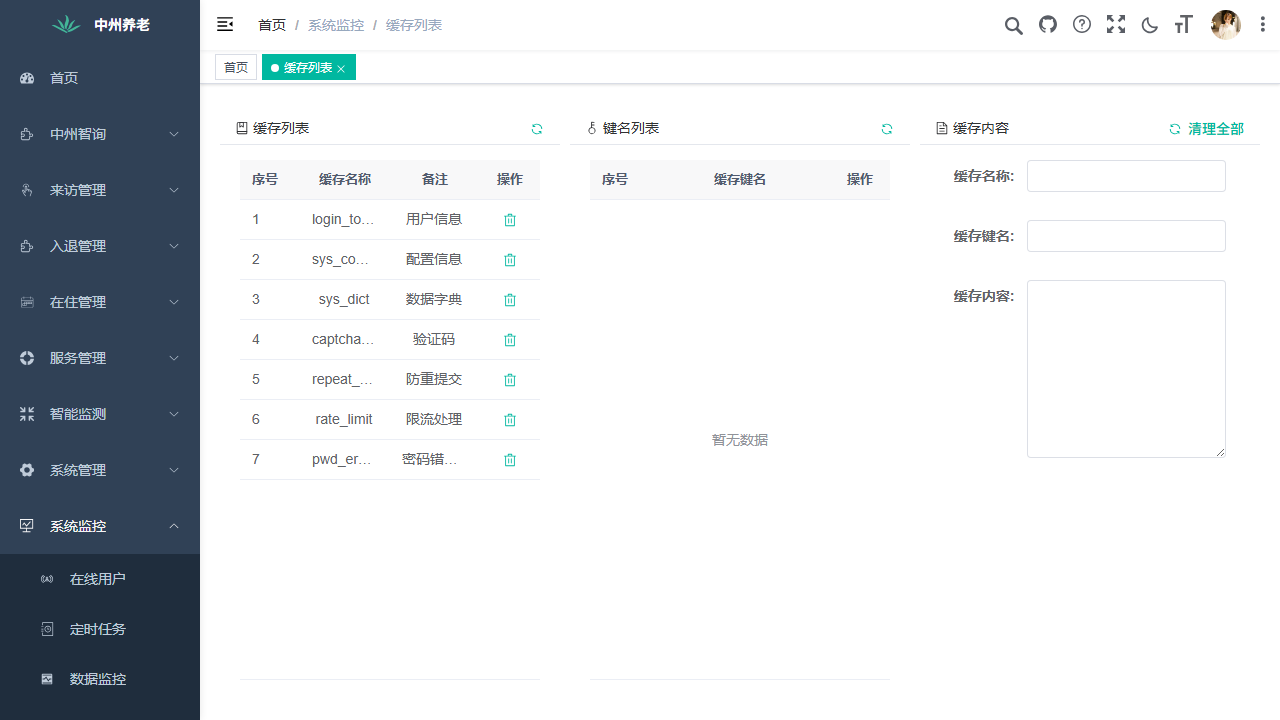 中州养老
首页
中州智询
来访管理
入退管理
在住管理
服务管理
智能监测
系统管理
系统监控
在线用户
定时任务
数据监控
首页 / 系统监控 / 缓存列表
首页
缓存列表
缓存列表
序号 缓存名称 备注 操作
1 login_to... 用户信息
2 sys_co... 配置信息
3 sys_dict 数据字典
4 captcha... 验证码
5 repeat_... 防重提交
6 rate_limit 限流处理
7 pwd_er... 密码错...
键名列表
序号 缓存键名 操作
暂无数据
缓存内容 清理全部
缓存名称:
缓存键名:
缓存内容: